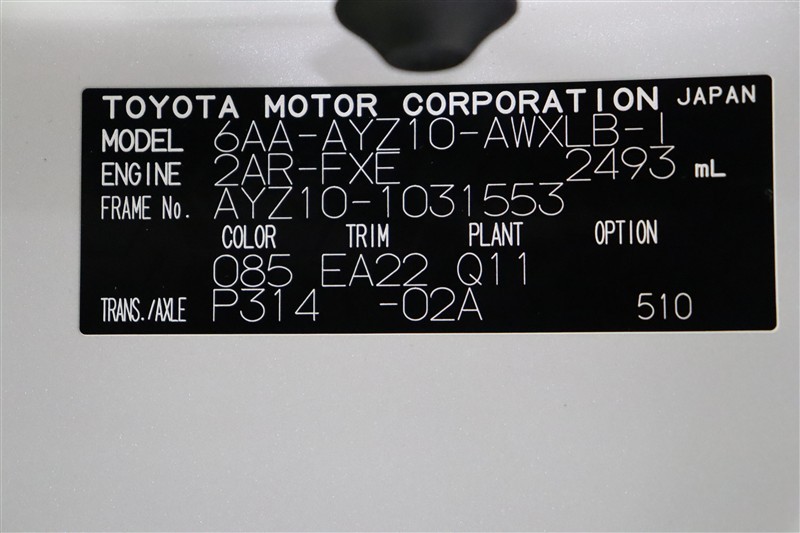 TOYOTA MOTOR CORPORATION JAPAN
MODEL 6AA-AYZ10-AWXLB-I
ENGINE 2AR-FXE 2493 mL
FRAME No. AYZ10-1031553
COLOR TRIM PLANT OPTION
085 EA22 Q11
TRANS./AXLE P314 -02A 510